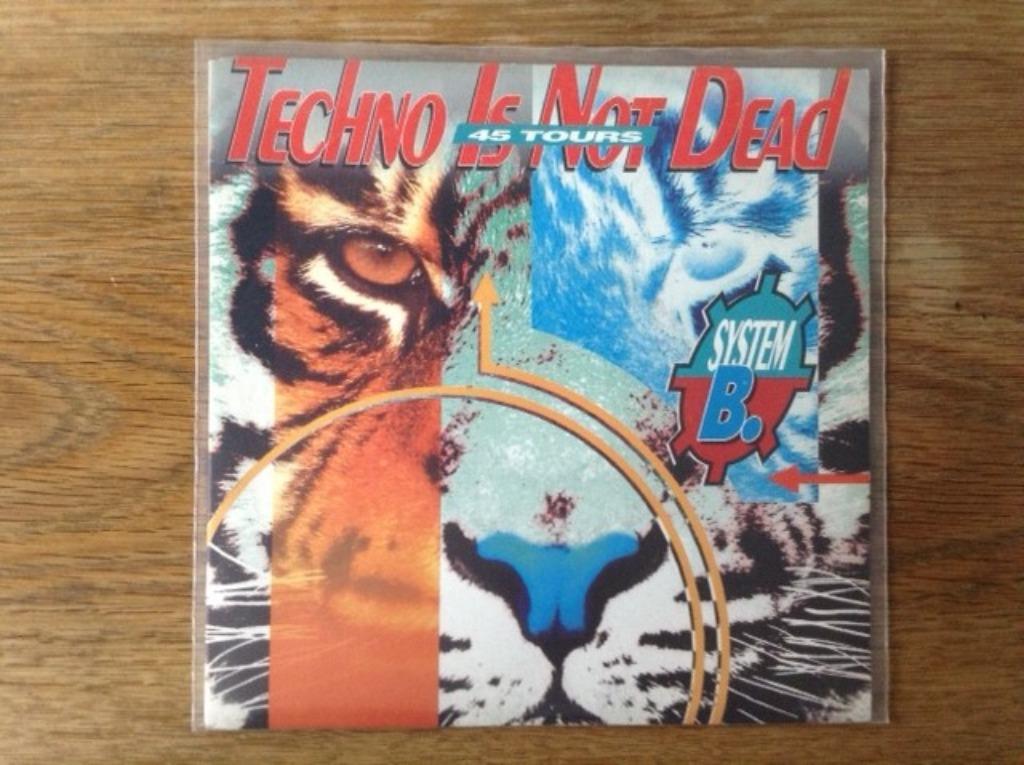 Techno Is Not Dead
45 TOURS
SYSTEM
B.